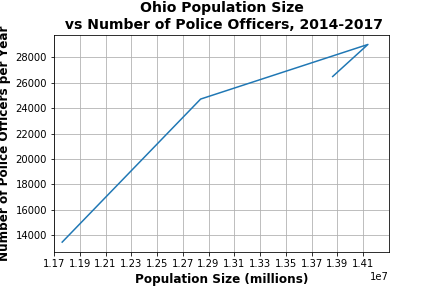 Ohio Population Size
vs Number of Police Officers, 2014-2017
Number of Police Officers per Year
28000
26000
24000
22000
20000
18000
16000
14000
1.17 1.19 1.21 1.23 1.25 1.27 1.29 1.31 1.33 1.35 1.37 1.39 1.41
1e7
Population Size (millions)